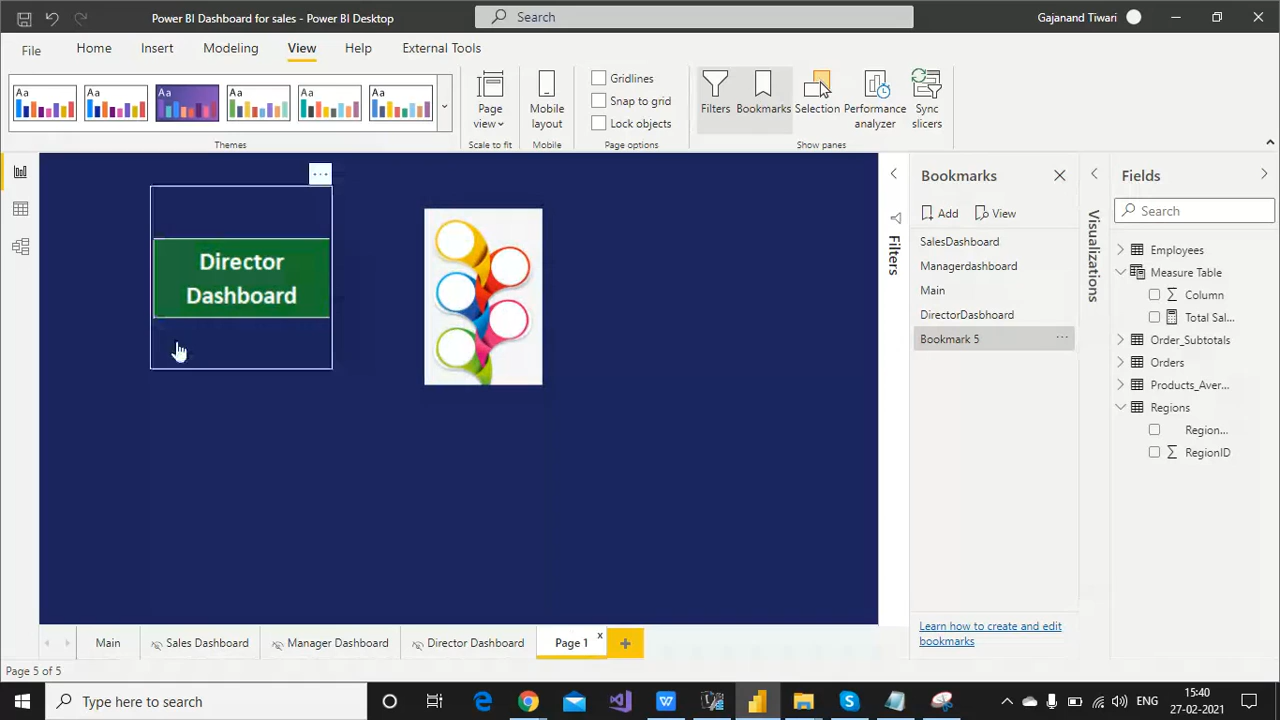 Power BI Dashboard for sales - Power BI Desktop
Search
Gajanand Tiwari
File
Home
Insert
Modeling
View
Help
External Tools
Aa
Aa
Aa
Aa
Aa
Aa
Themes
Page
view
Scale to fit
Mobile
layout
Mobile
Gridlines
Snap to grid
Lock objects
Page options
Filters
Bookmarks
Selection
Performance
analyzer
Sync
slicers
Show panes
Director
Dashboard
Filters
Bookmarks
Add
View
SalesDashboard
Managerdashboard
Main
DirectorDasbhoard
Bookmark 5
Learn how to create and edit
bookmarks
Visualizations
Fields
Search
Employees
Measure Table
Column
Total Sal...
Order_Subtotals
Orders
Products_Aver...
Regions
Region...
RegionID
Main
Sales Dashboard
Manager Dashboard
Director Dashboard
Page 1
Page 5 of 5
Type here to search
ENG
15:40
27-02-2021